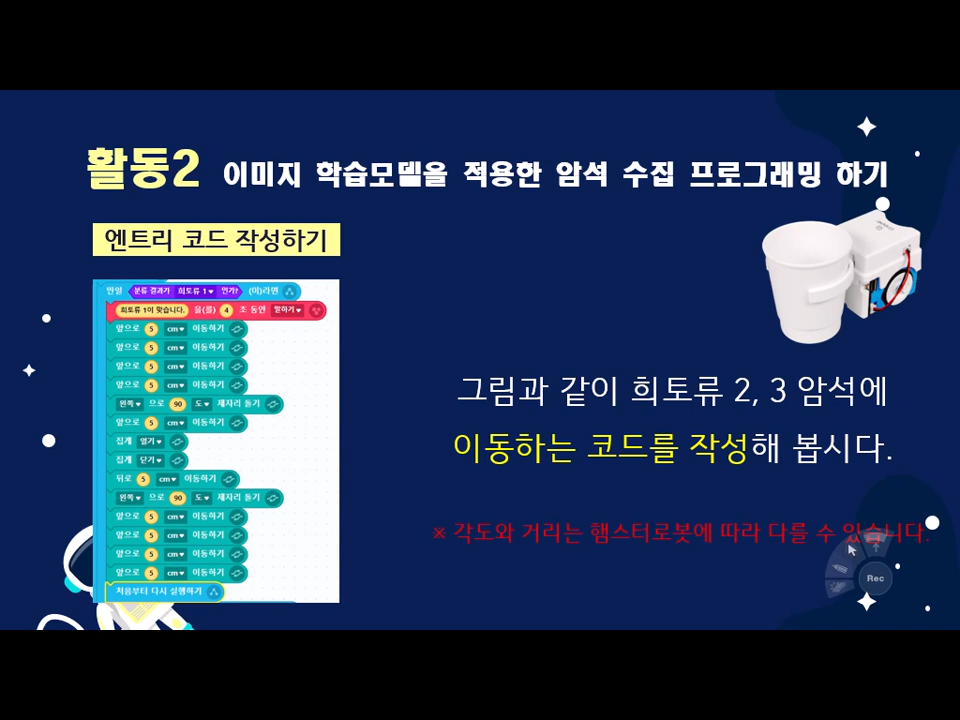 활동2 이미지 학습모델을 적용한 암석 수집 프로그래밍 하기
엔트리 코드 작성하기
만일 분류 결과가 희토류 1▼ 인가? (이)라면
희토류 1이 맞습니다. 을(를) 4 초 동안 말하기▼
앞으로 5 cm▼ 이동하기
앞으로 5 cm▼ 이동하기
앞으로 5 cm▼ 이동하기
앞으로 5 cm▼ 이동하기
왼쪽▼ 으로 90 도▼ 제자리 돌기
앞으로 5 cm▼ 이동하기
집게 열기▼
집게 닫기▼
뒤로 5 cm▼ 이동하기
왼쪽▼ 으로 90 도▼ 제자리 돌기
앞으로 5 cm▼ 이동하기
앞으로 5 cm▼ 이동하기
앞으로 5 cm▼ 이동하기
앞으로 5 cm▼ 이동하기
처음부터 다시 실행하기
그림과 같이 희토류 2, 3 암석에
이동하는 코드를 작성해 봅시다.
※ 각도와 거리는 햄스터로봇에 따라 다를 수 있습니다.
Rec